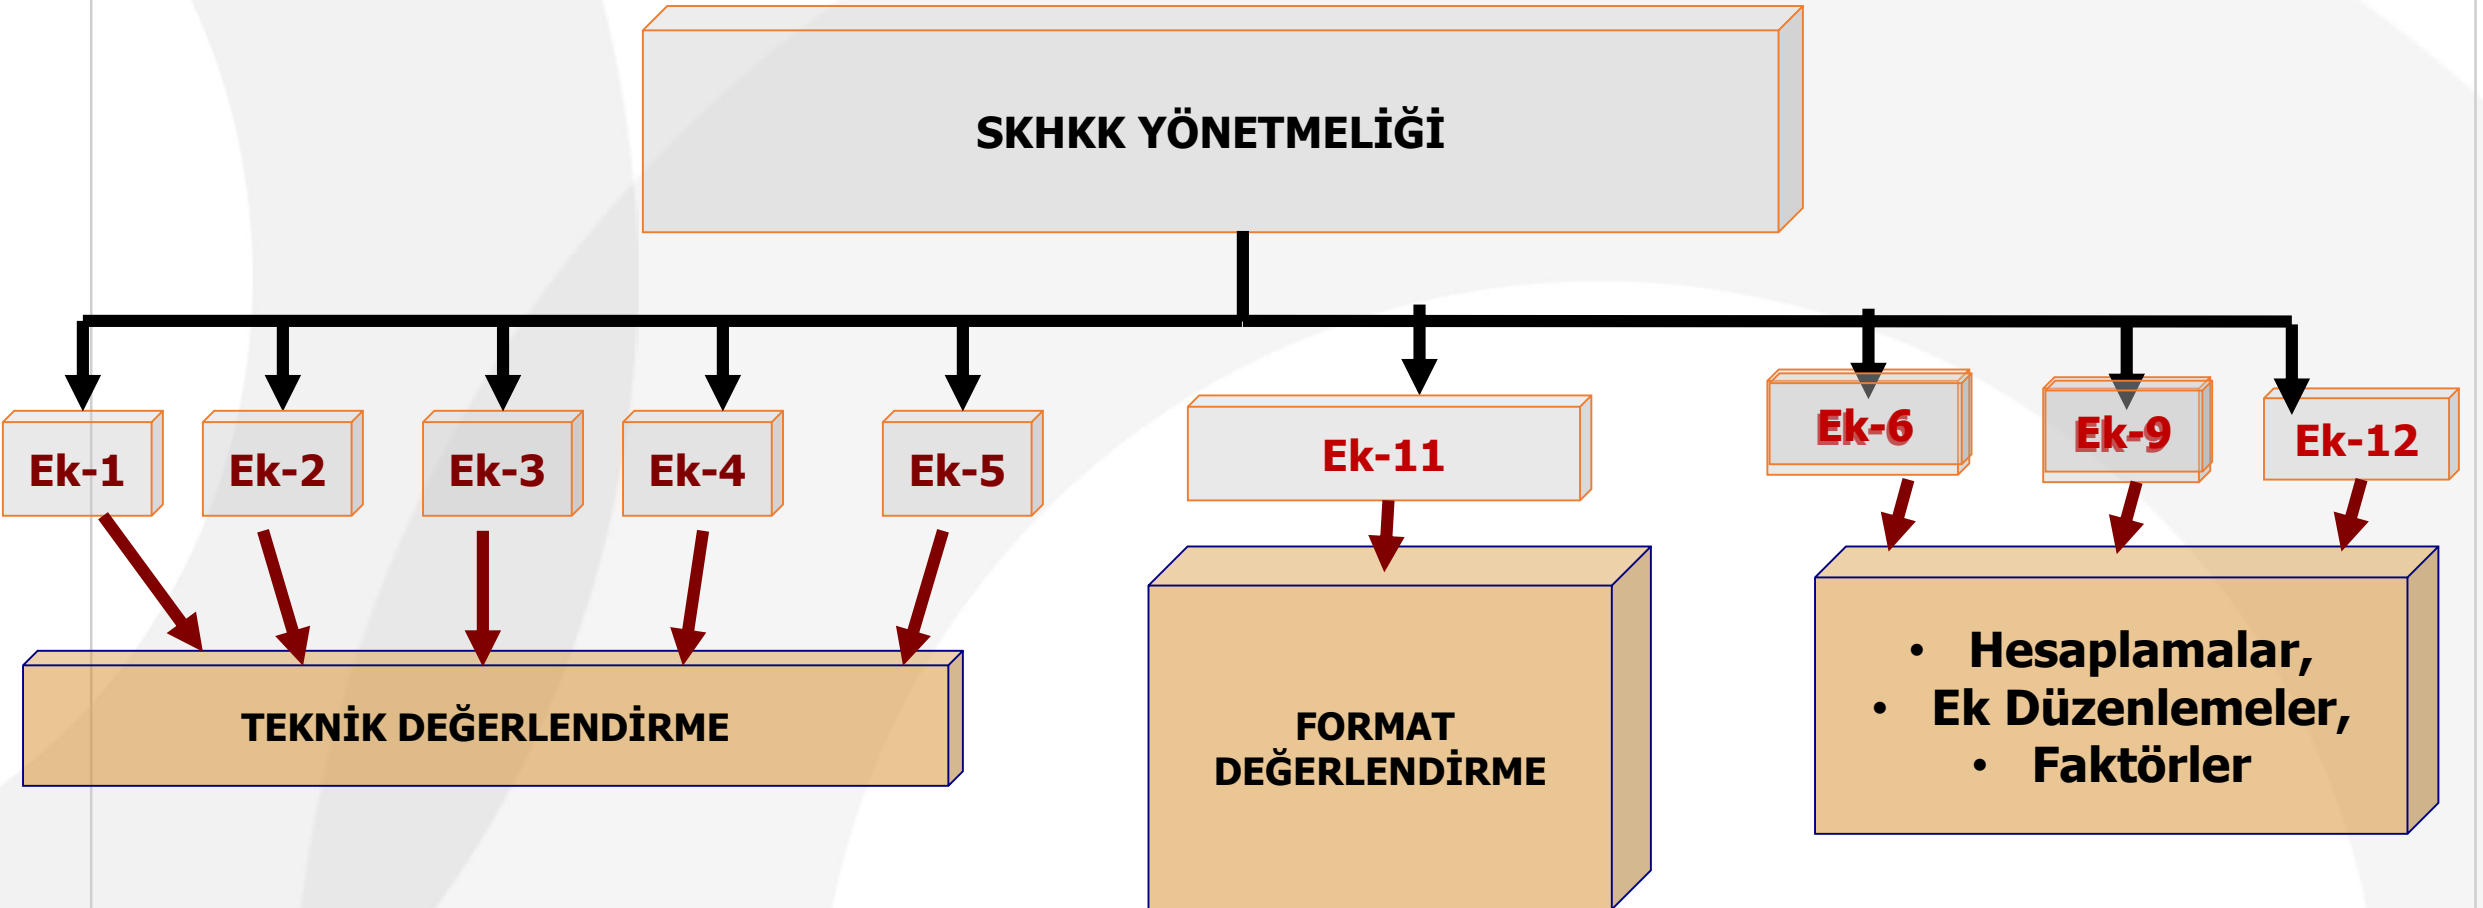 SKHKK YÖNETMELİĞİ
Ek-1
Ek-2
Ek-3
Ek-4
Ek-5
Ek-11
Ek-6
Ek-9
Ek-12
TEKNİK DEĞERLENDİRME
FORMAT
DEĞERLENDİRME
• Hesaplamalar,
• Ek Düzenlemeler,
• Faktörler